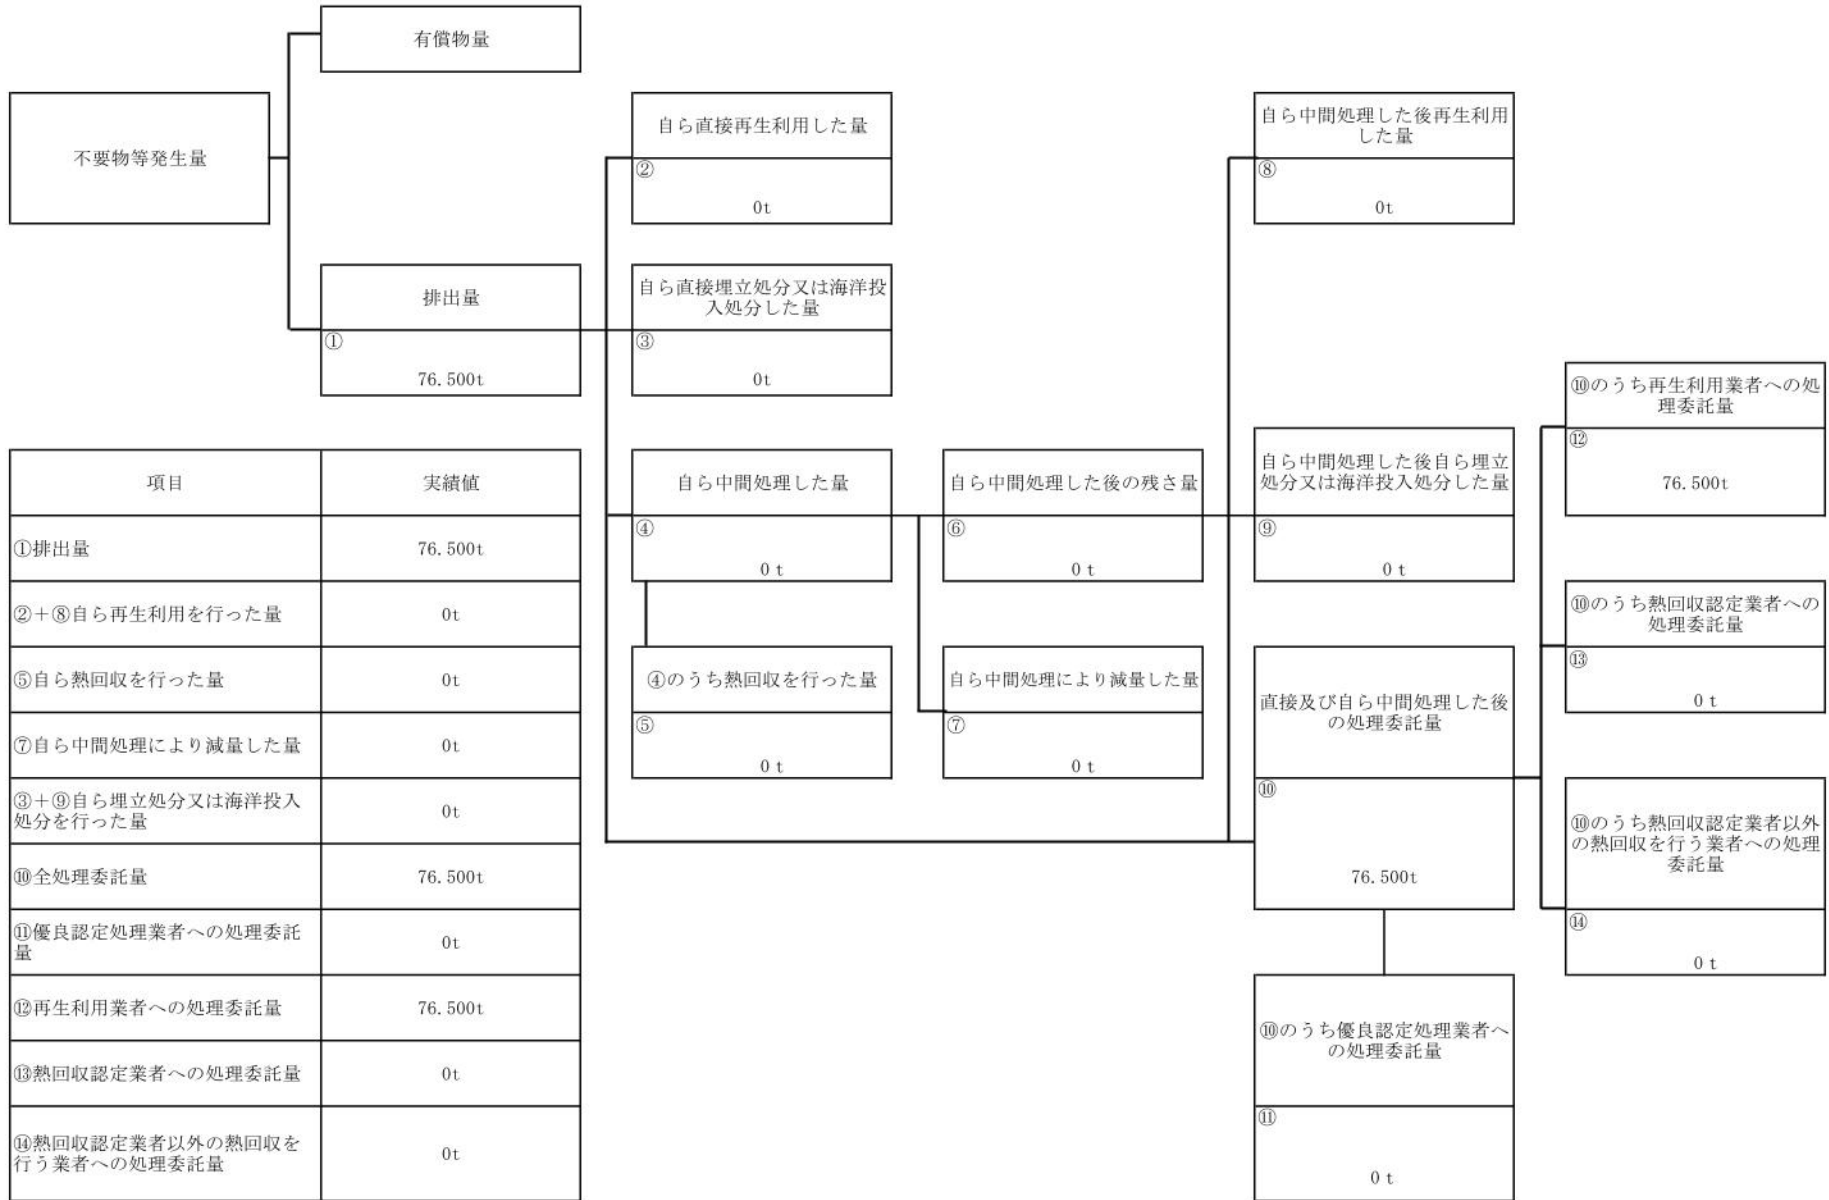 有償物量
不要物等発生量
排出量
①
76.500t
自ら直接再生利用した量
②
0t
自ら直接埋立処分又は海洋投
入処分した量
③
0t
自ら中間処理した量
④
0 t
④のうち熱回収を行った量
⑤
0 t
自ら中間処理した後の残さ量
⑥
0 t
自ら中間処理により減量した量
⑦
0 t
自ら中間処理した後再生利用
した量
⑧
0t
自ら中間処理した後自ら埋立
処分又は海洋投入処分した量
⑨
0 t
直接及び自ら中間処理した後
の処理委託量
⑩
76.500t
⑩のうち優良認定処理業者へ
の処理委託量
⑪
0 t
⑩のうち再生利用業者への処
理委託量
⑫
76.500t
⑩のうち熱回収認定業者への
処理委託量
⑬
0 t
⑩のうち熱回収認定業者以外
の熱回収を行う業者への処理
委託量
⑭
0 t
項目 実績値
①排出量 76.500t
②＋⑧自ら再生利用を行った量 0t
⑤自ら熱回収を行った量 0t
⑦自ら中間処理により減量した量 0t
③＋⑨自ら埋立処分又は海洋投入
処分を行った量 0t
⑩全処理委託量 76.500t
⑪優良認定処理業者への処理委託
量 0t
⑫再生利用業者への処理委託量 76.500t
⑬熱回収認定業者への処理委託量 0t
⑭熱回収認定業者以外の熱回収を
行う業者への処理委託量 0t